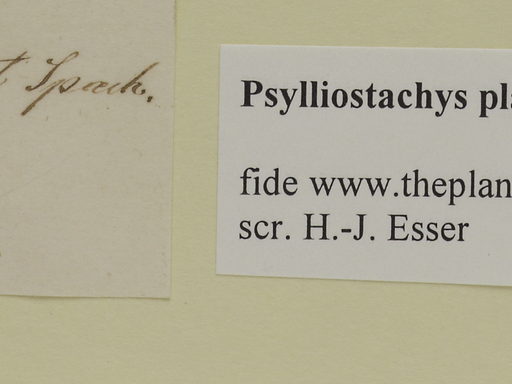 & Spach.
Psylliostachys pla
fide www.theplan
scr. H.-J. Esser